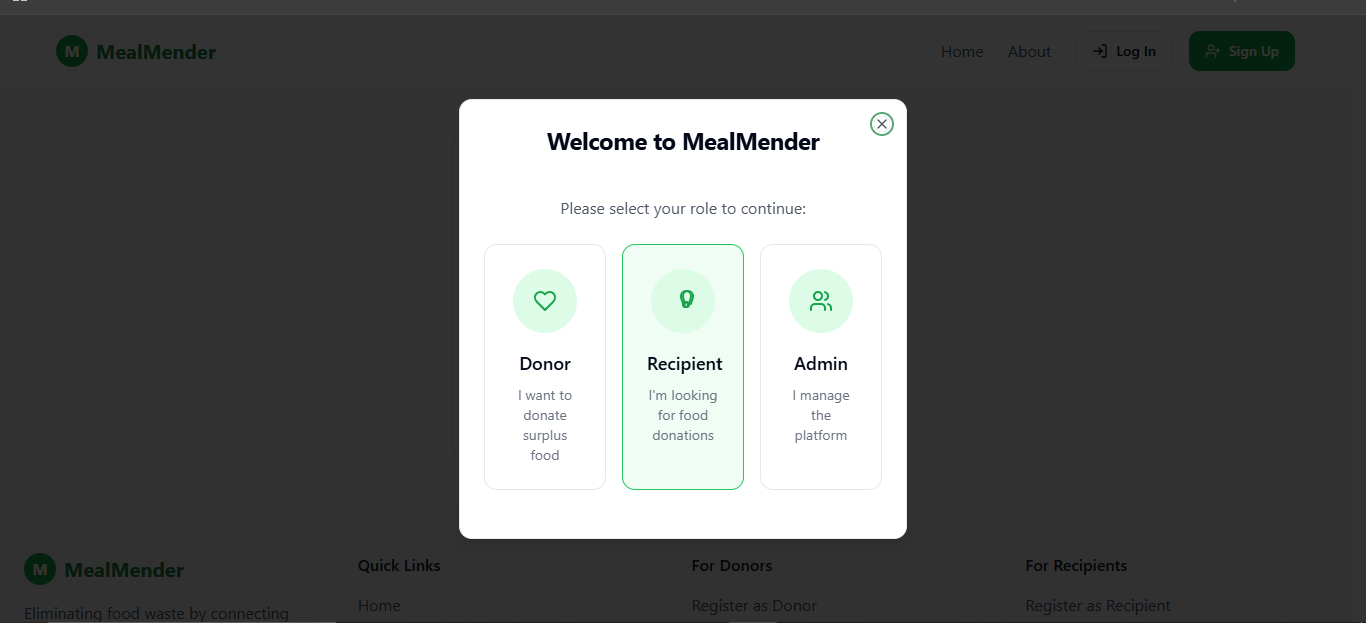 M MealMender
Home About Log In Sign Up
Welcome to MealMender
Please select your role to continue:
Donor
I want to
donate
surplus
food
Recipient
I'm looking
for food
donations
Admin
I manage
the
platform
M MealMender
Eliminating food waste by connecting
Quick Links
Home
For Donors
Register as Donor
For Recipients
Register as Recipient